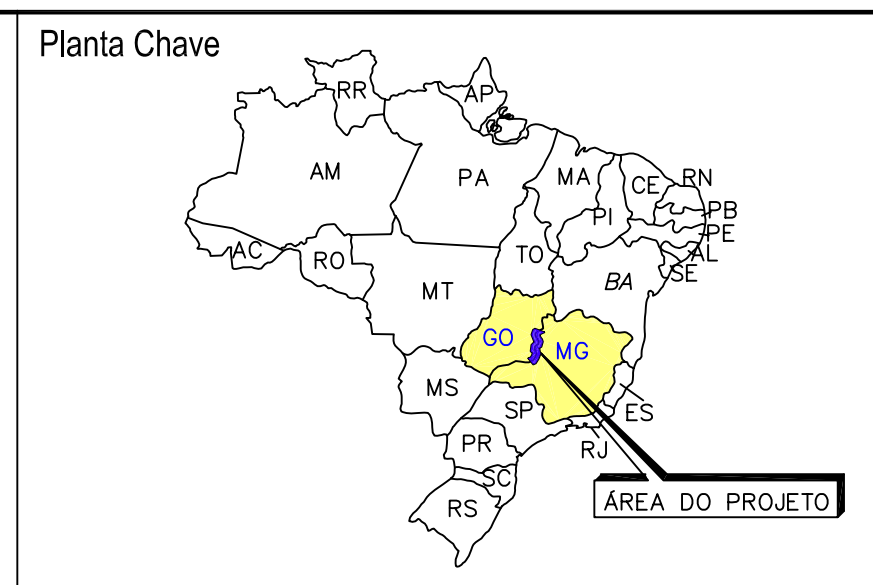 Planta Chave
RR
AP
AM
PA
MA
CE
RN
PI
PB
PE
AL
SE
AC
RO
TO
BA
MT
GO
MG
MS
ES
SP
RJ
PR
SC
RS
ÁREA DO PROJETO